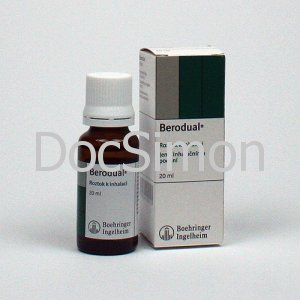 Berodual®
20 ml
Boehringer
Ingelheim
Berodual®
Roztok k inhalaci
20 ml
Boehringer
Ingelheim
DocSimon